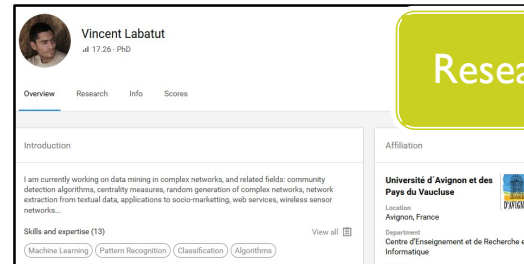 Vincent Labatut
17.26 · PhD
Resea
Overview Research Info Scores
Introduction
Affiliation
I am currently working on data mining in complex networks, and related fields: community
detection algorithms, centrality measures, random generation of complex networks, network
extraction from textual data, applications to socio-marketting, web services, wireless sensor
networks...
Skills and expertise (13) View all
Machine Learning Pattern Recognition Classification Algorithms
Université d´Avignon et des
Pays du Vaucluse
D'AVIGN
Location
Avignon, France
Department
Centre d'Enseignement et de Recherche e
Informatique